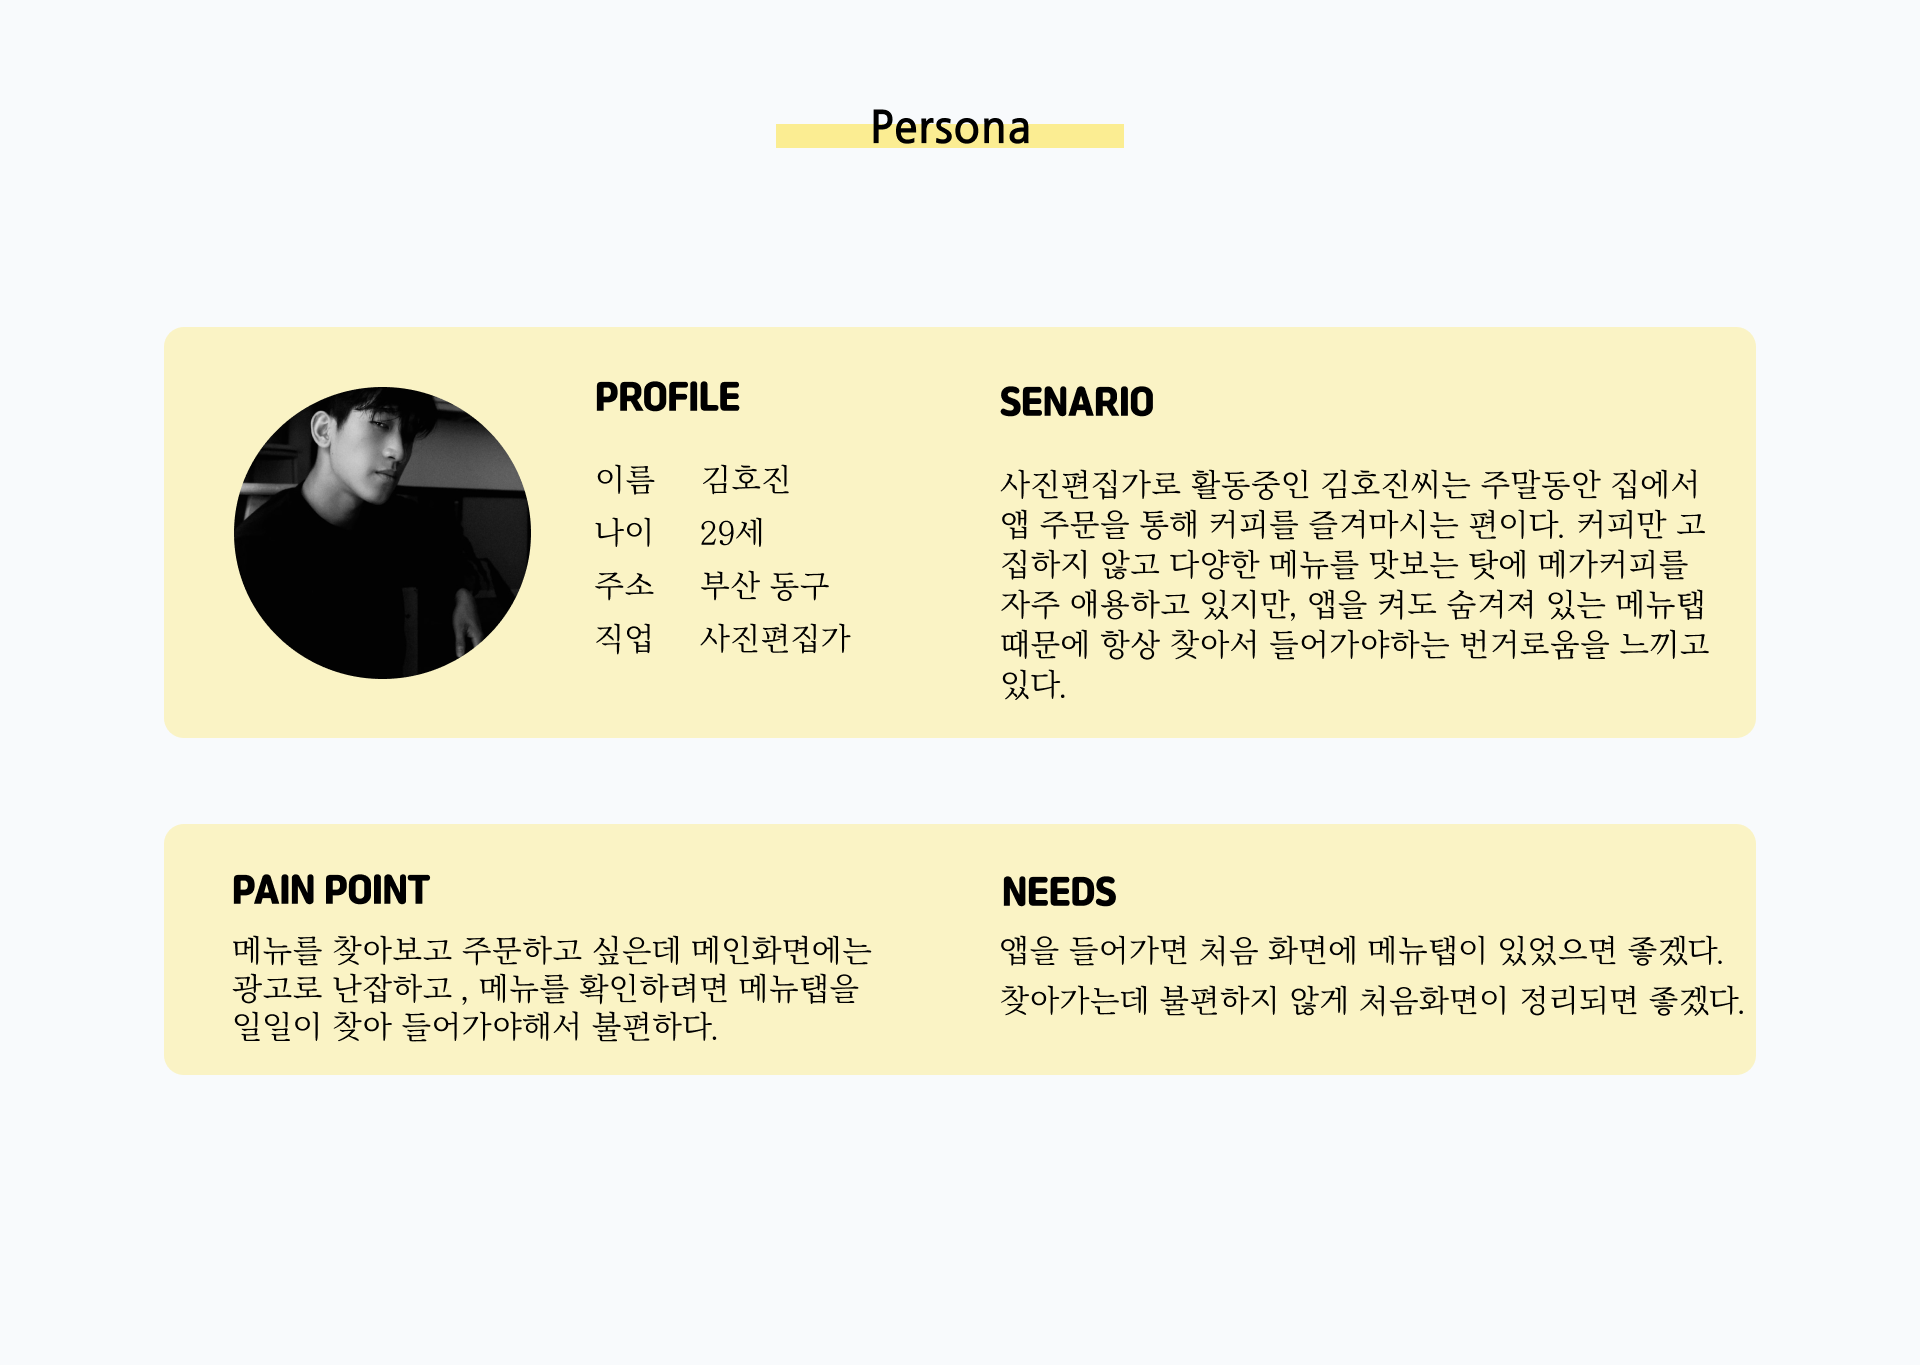 Persona
PROFILE
이름 김호진
나이 29세
주소 부산 동구
직업 사진편집가
SENARIO
사진편집가로 활동중인 김호진씨는 주말동안 집에서
앱 주문을 통해 커피를 즐겨마시는 편이다. 커피만 고
집하지 않고 다양한 메뉴를 맛보는 탓에 메가커피를
자주 애용하고 있지만, 앱을 켜도 숨겨져 있는 메뉴탭
때문에 항상 찾아서 들어가야하는 번거로움을 느끼고
있다.
PAIN POINT
메뉴를 찾아보고 주문하고 싶은데 메인화면에는
광고로 난잡하고 , 메뉴를 확인하려면 메뉴탭을
일일이 찾아 들어가야해서 불편하다.
NEEDS
앱을 들어가면 처음 화면에 메뉴탭이 있었으면 좋겠다.
찾아가는데 불편하지 않게 처음화면이 정리되면 좋겠다.